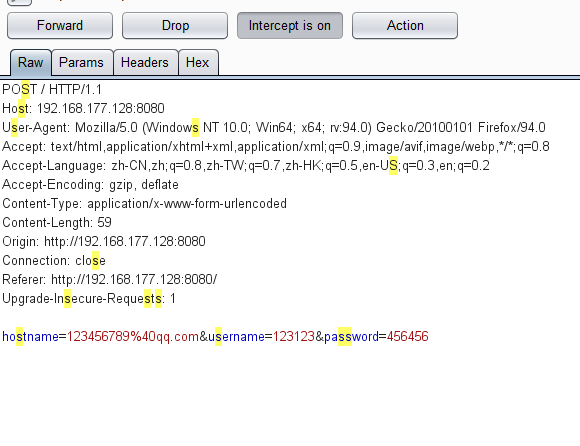 Forward Drop Intercept is on Action
Raw Params Headers Hex
POST / HTTP/1.1
Host: 192.168.177.128:8080
User-Agent: Mozilla/5.0 (Windows NT 10.0; Win64; x64; rv:94.0) Gecko/20100101 Firefox/94.0
Accept: text/html,application/xhtml+xml,application/xml;q=0.9,image/avif,image/webp,*/*;q=0.8
Accept-Language: zh-CN,zh;q=0.8,zh-TW;q=0.7,zh-HK;q=0.5,en-US;q=0.3,en;q=0.2
Accept-Encoding: gzip, deflate
Content-Type: application/x-www-form-urlencoded
Content-Length: 59
Origin: http://192.168.177.128:8080
Connection: close
Referer: http://192.168.177.128:8080/
Upgrade-Insecure-Requests: 1
hostname=123456789%40qq.com&username=123123&password=456456